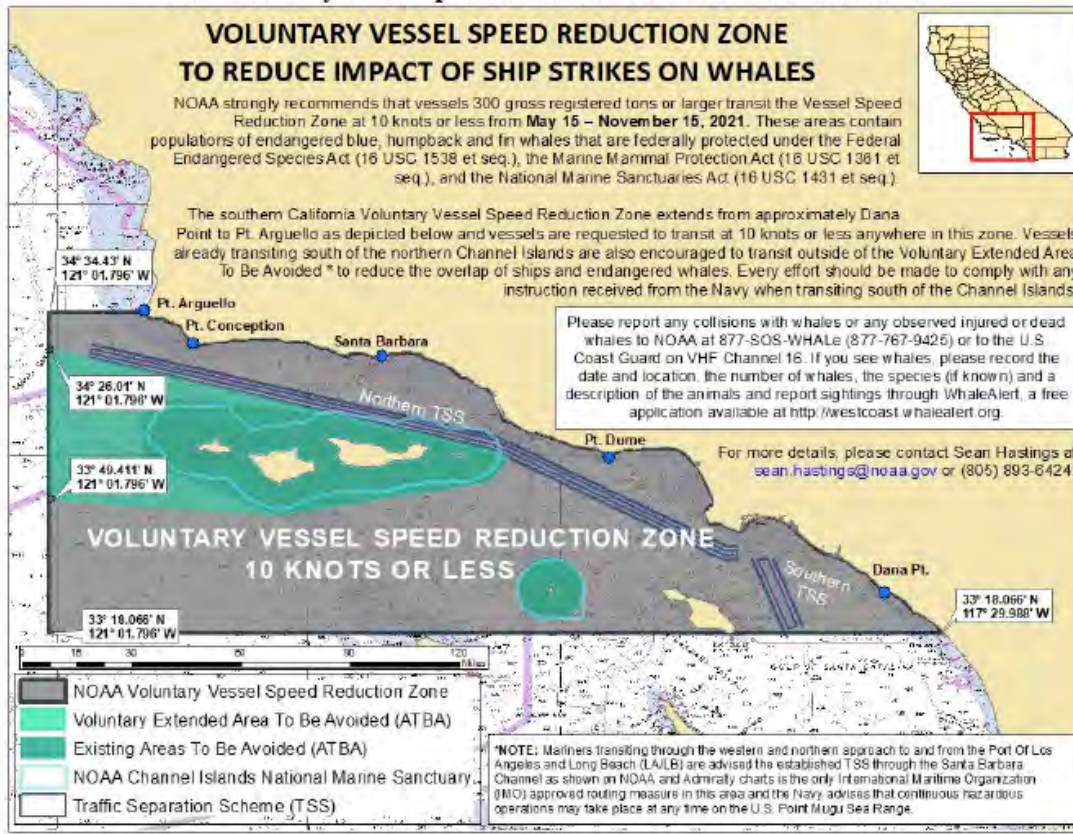 VOLUNTARY VESSEL SPEED REDUCTION ZONE
TO REDUCE IMPACT OF SHIP STRIKES ON WHALES
NOAA strongly recommends that vessels 300 gross registered tons or larger transit the Vessel Speed
Reduction Zone at 10 knots or less from May 15 – November 15, 2021. These areas contain
populations of endangered blue, humpback and fin whales that are federally protected under the Federal
Endangered Species Act (16 USC 1538 et seq.), the Marine Mammal Protection Act (16 USC 1361 et
seq.), and the National Marine Sanctuaries Act (16 USC 1431 et seq.)
The southern California Voluntary Vessel Speed Reduction Zone extends from approximately Dana
Point to Pt. Arguello as depicted below and vessels are requested to transit at 10 knots or less anywhere in this zone. Vessels
already transiting south of the northern Channel Islands are also encouraged to transit outside of the Voluntary Extended Area
To Be Avoided * to reduce the overlap of ships and endangered whales. Every effort should be made to comply with any
instruction received from the Navy when transiting south of the Channel Islands
34° 34.43' N
121° 01.796' W
Pt. Arguello
Pt. Conception
Santa Barbara
Please report any collisions with whales or any observed injured or dead
whales to NOAA at 877-SOS-WHALe (877-767-9425) or to the U.S.
Coast Guard on VHF Channel 16. If you see whales, please record the
date and location, the number of whales, the species (if known) and a
description of the animals and report sightings through WhaleAlert, a free
application available at http://westcoast.whalealert.org.
34° 26.01' N
121° 01.796' W
Northern TSS
Pt. Dume
For more details, please contact Sean Hastings at
sean.hastings@noaa.gov or (805) 893-6424
33° 49.411' N
121° 01.796' W
VOLUNTARY VESSEL SPEED REDUCTION ZONE
10 KNOTS OR LESS
Southern
TSS
Dana Pt.
33° 18.066' N
121° 01.796' W
33° 18.066' N
117° 29.988' W
0 15 30 60 90 120
Miles
NOAA Voluntary Vessel Speed Reduction Zone
Voluntary Extended Area To Be Avoided (ATBA)
Existing Areas To Be Avoided (ATBA)
NOAA Channel Islands National Marine Sanctuary
Traffic Separation Scheme (TSS)
*NOTE: Mariners transiting through the western and northern approach to and from the Port Of Los
Angeles and Long Beach (LA/LB) are advised the established TSS through the Santa Barbara
Channel as shown on NOAA and Admiralty charts is the only International Maritime Organization
(IMO) approved routing measure in this area and the Navy advises that continuous hazardous
operations may take place at any time on the U.S. Point Mugu Sea Range.